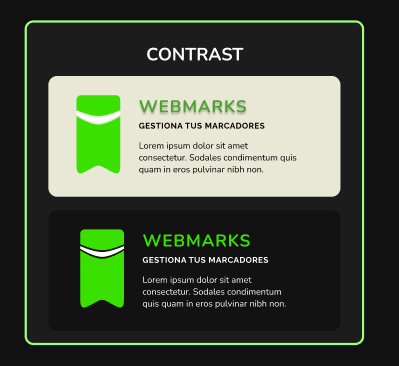 CONTRAST
WEBMARKS
GESTIONA TUS MARCADORES
Lorem ipsum dolor sit amet
consectetur. Sodales condimentum quis
quam in eros pulvinar nibh non.
WEBMARKS
GESTIONA TUS MARCADORES
Lorem ipsum dolor sit amet
consectetur. Sodales condimentum
quis quam in eros pulvinar nibh non.